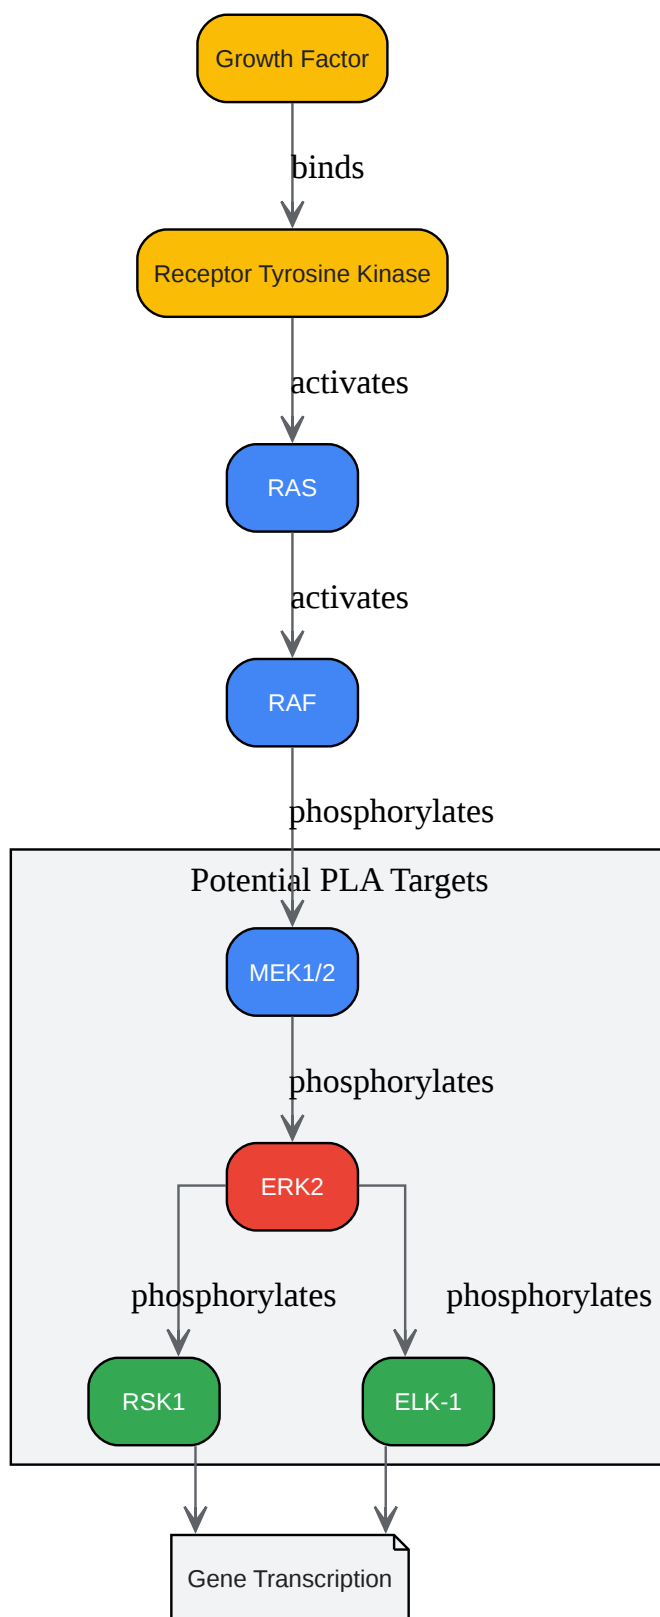 Growth Factor
binds
Receptor Tyrosine Kinase
activates
RAS
activates
RAF
phosphorylates
Potential PLA Targets
MEK1/2
phosphorylates
ERK2
phosphorylates
phosphorylates
RSK1
ELK-1
Gene Transcription